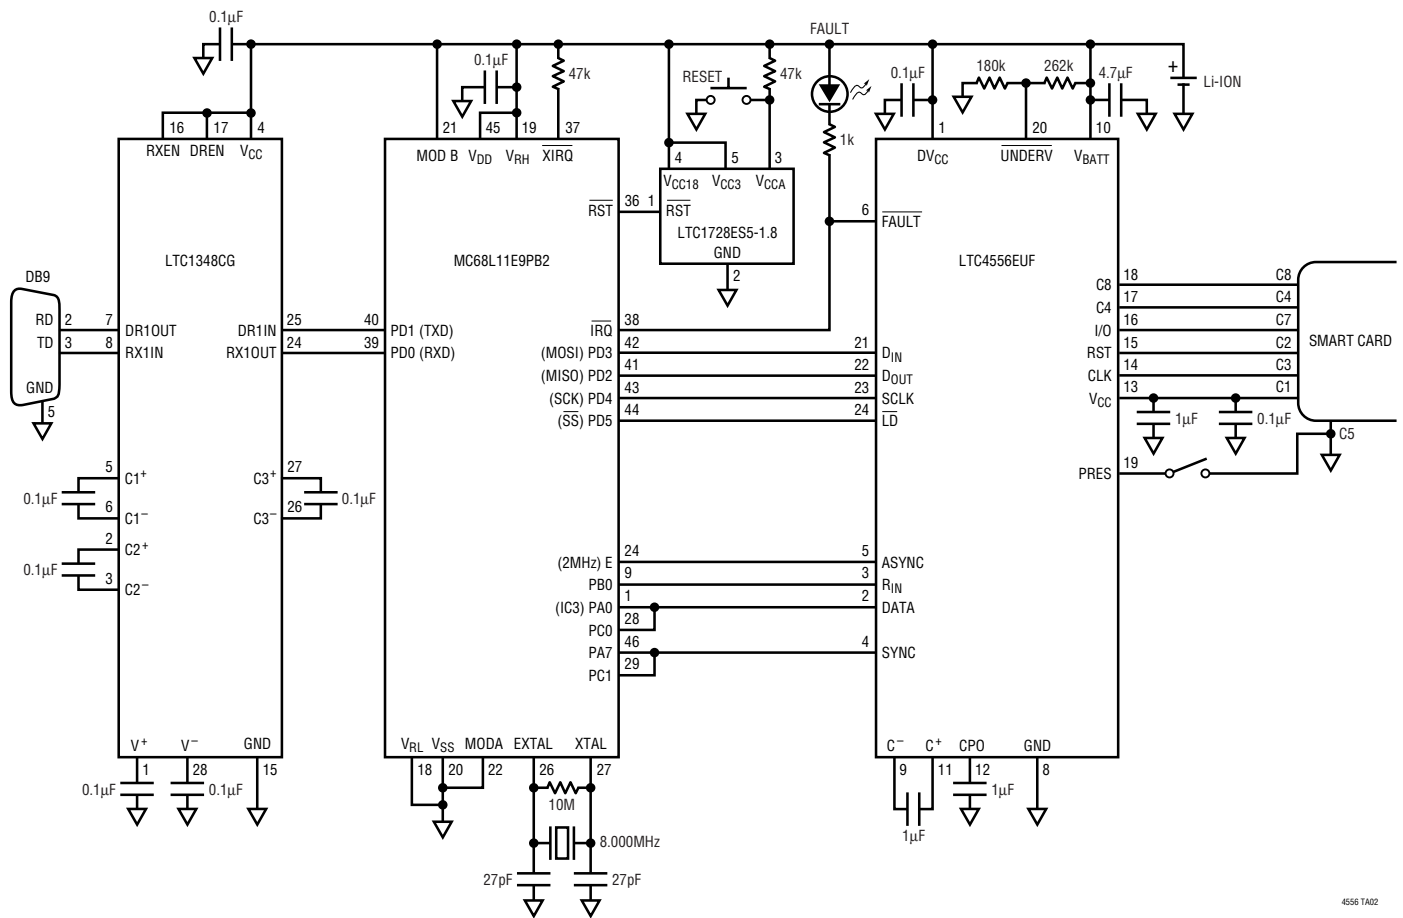 0.1µF
FAULT
0.1µF
47k
RESET
47k
0.1µF
180k
262k
4.7µF
+
Li-ION
1k
16 17 4
RXEN DREN VCC
21 45 19 37
MOD B VDD VRH XIRQ
4 5 3
VCC18 VCC3 VCCA
1 20 10
DVCC UNDERV VBATT
RST 36 1 RST
LTC1728ES5-1.8
GND
2
6
FAULT
LTC1348CG
MC68L11E9PB2
LTC4556EUF
DB9
RD 2 7 DR1OUT
TD 3 8 RX1IN
GND
5
DR1IN 25 40 PD1 (TXD)
RX1OUT 24 39 PD0 (RXD)
IRQ 38
(MOSI) PD3 42 21 DIN
(MISO) PD2 41 22 DOUT
(SCK) PD4 43 23 SCLK
(SS) PD5 44 24 LD
C8 18 C8
C4 17 C4
I/O 16 C7
RST 15 C2
CLK 14 C3
VCC 13 C1
SMART CARD
1µF
0.1µF
C5
PRES 19
5 C1+
0.1µF
6 C1−
2 C2+
0.1µF
3 C2−
C3+ 27
0.1µF
C3− 26
(2MHz) E 24 5 ASYNC
PB0 9 3 RIN
(IC3) PA0 1 2 DATA
PC0 28
PA7 46 4 SYNC
PC1 29
V+ V− GND
1 28 15
0.1µF
0.1µF
VRL VSS MODA EXTAL XTAL
18 20 22 26 27
10M
8.000MHz
27pF
27pF
C− C+ CPO GND
9 11 12 8
1µF
1µF
4556 TA02